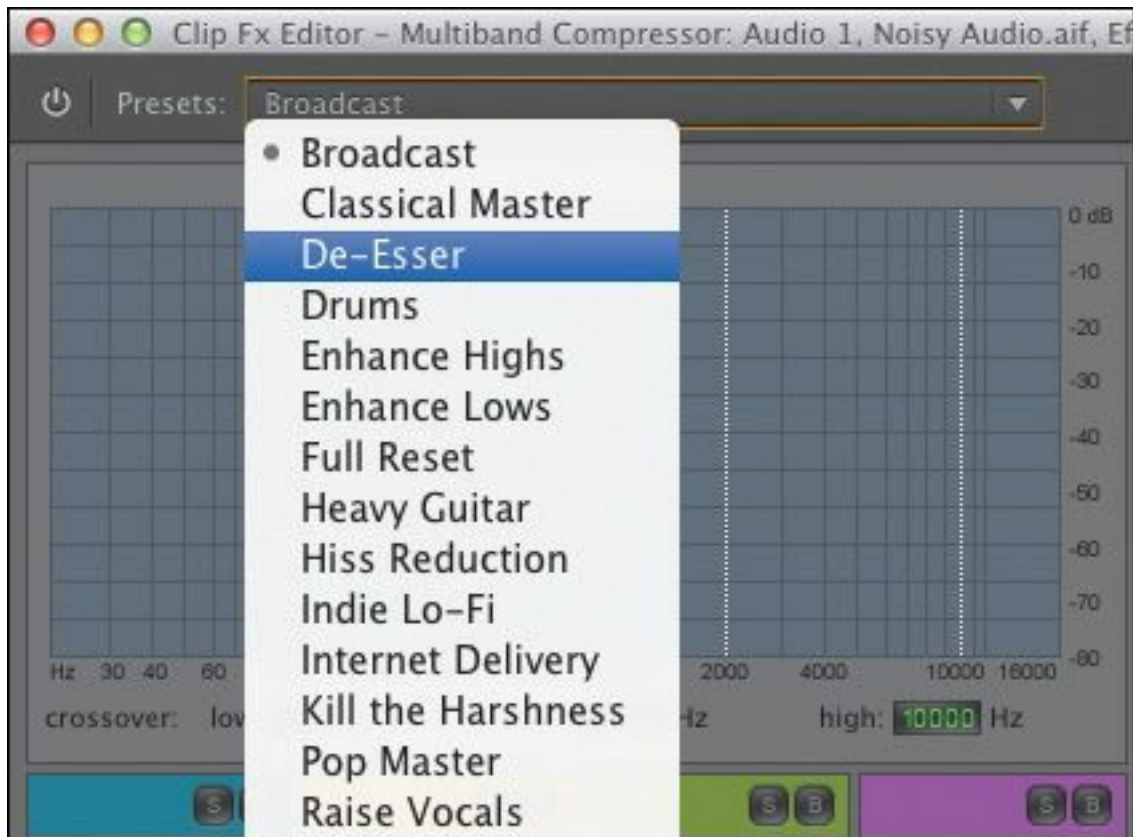 Clip Fx Editor – Multiband Compressor: Audio 1, Noisy Audio.aif, Ef
Presets: Broadcast
Broadcast
Classical Master
De-Esser
Drums
Enhance Highs
Enhance Lows
Full Reset
Heavy Guitar
Hiss Reduction
Indie Lo-Fi
Internet Delivery
Kill the Harshness
Pop Master
Raise Vocals
0 dB
-10
-20
-30
-40
-50
-60
-70
-80
Hz 30 40 60 2000 4000 10000 16000
crossover: low Hz high: 10000 Hz
S S B S B